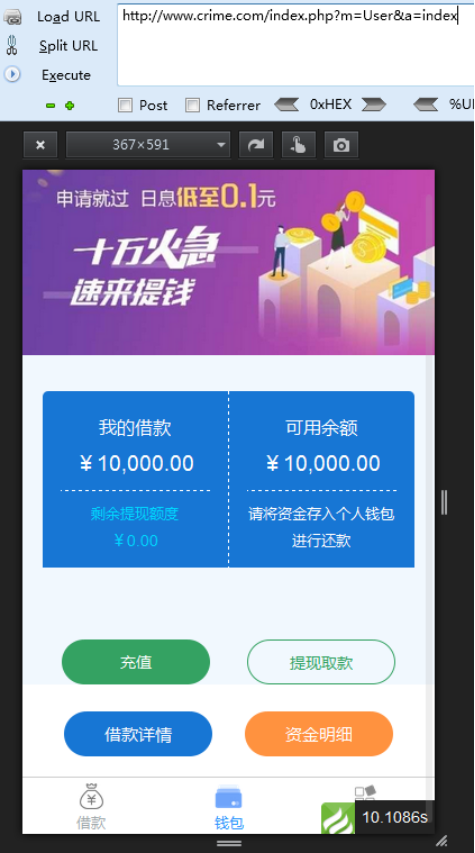 Load URL
http://www.crime.com/index.php?m=User&a=index
Split URL
Execute
Post
Referrer
0xHEX
367×591
申请就过 日息低至0.1元
十万火急
速来提钱
我的借款
可用余额
¥10,000.00
¥10,000.00
剩余提现额度
请将资金存入个人钱包
¥0.00
进行还款
充值
提现取款
借款详情
资金明细
借款
钱包
10.1086s